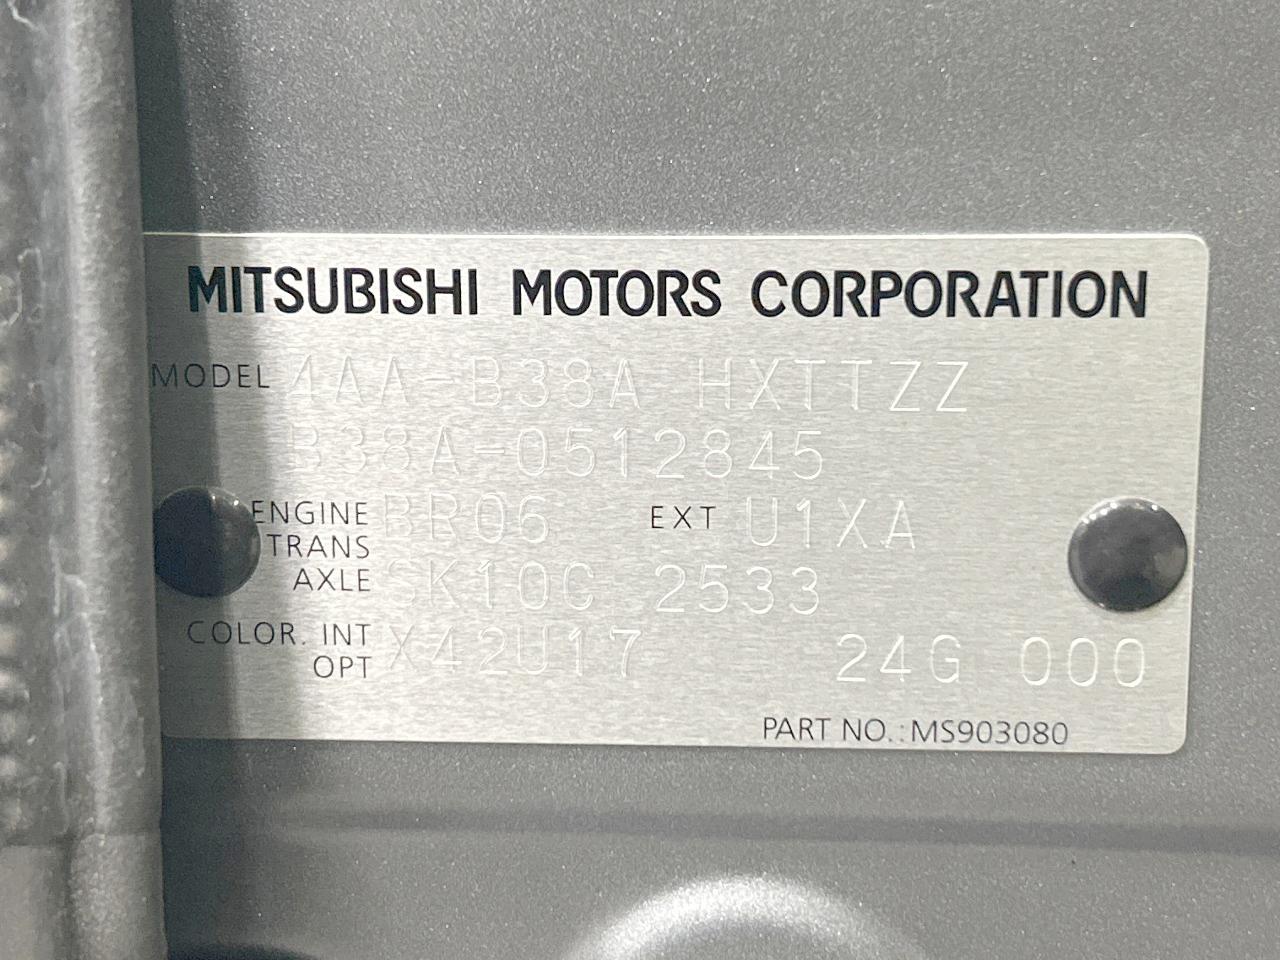 MITSUBISHI MOTORS CORPORATION
MODEL 4AA-B38A HXTTZZ
B38A-0512845
ENGINE BR06 EXT U1XA
TRANS
AXLE SK10C 2533
COLOR. INT X42U17 24G 000
OPT
PART NO.:MS903080